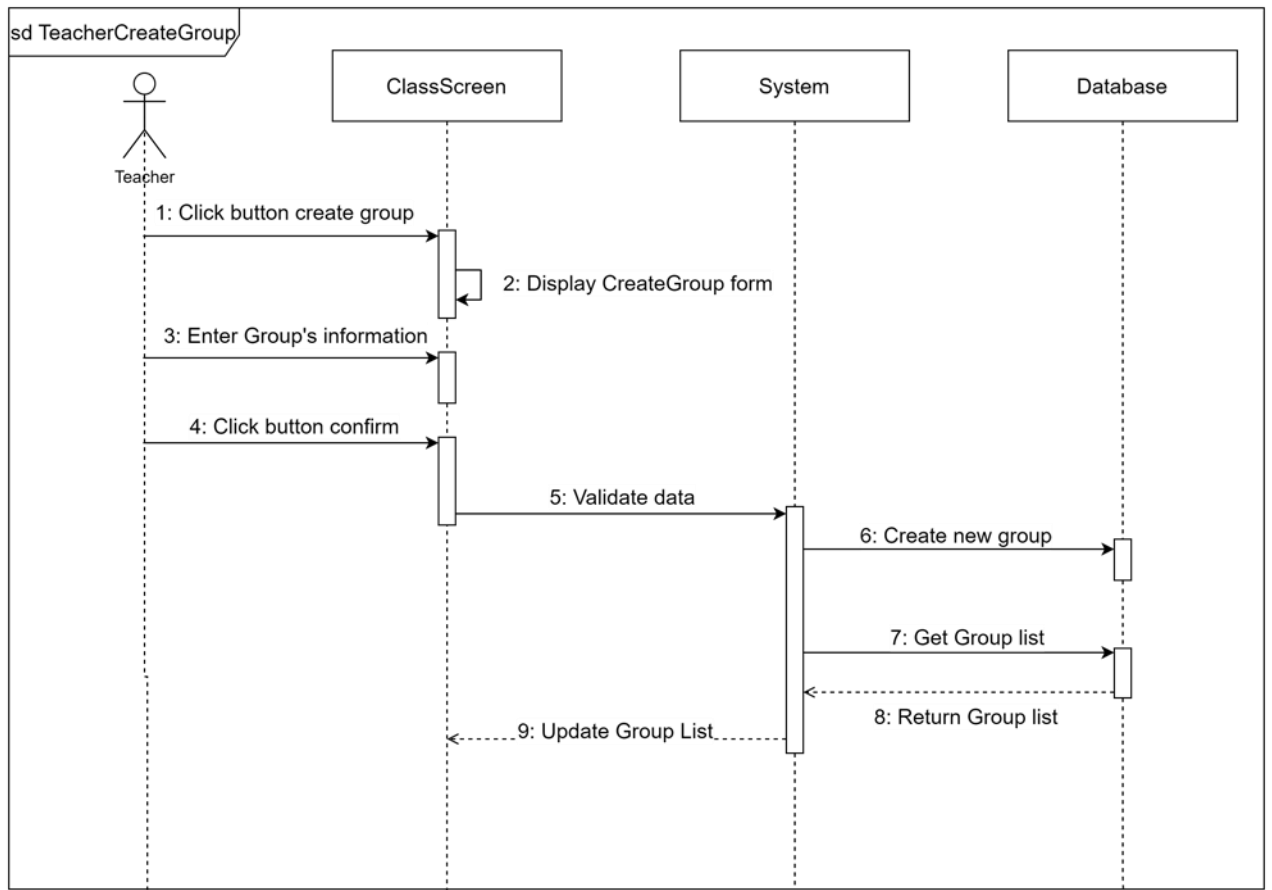 sd TeacherCreateGroup
ClassScreen
System
Database
Teacher
1: Click button create group
2: Display CreateGroup form
3: Enter Group's information
4: Click button confirm
5: Validate data
6: Create new group
7: Get Group list
8: Return Group list
9: Update Group List